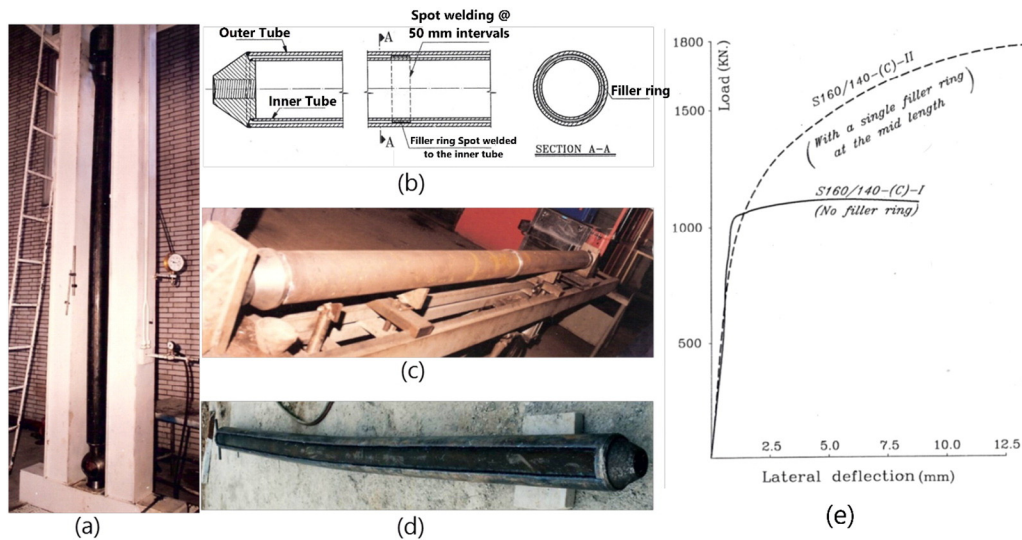 (a)
Outer Tube
Inner Tube
A
Spot welding @
50 mm intervals
A
Filler ring Spot welded
to the inner tube
Filler ring
SECTION A-A
(b)
(c)
(d)
Load (KN.)
1800
1500
1000
500
S160/140-(C)-II
(With a single filler ring
at the mid length)
S160/140-(C)-I
(No filler ring)
2.5 5.0 7.5 10.0 12.5
Lateral deflection (mm)
(e)